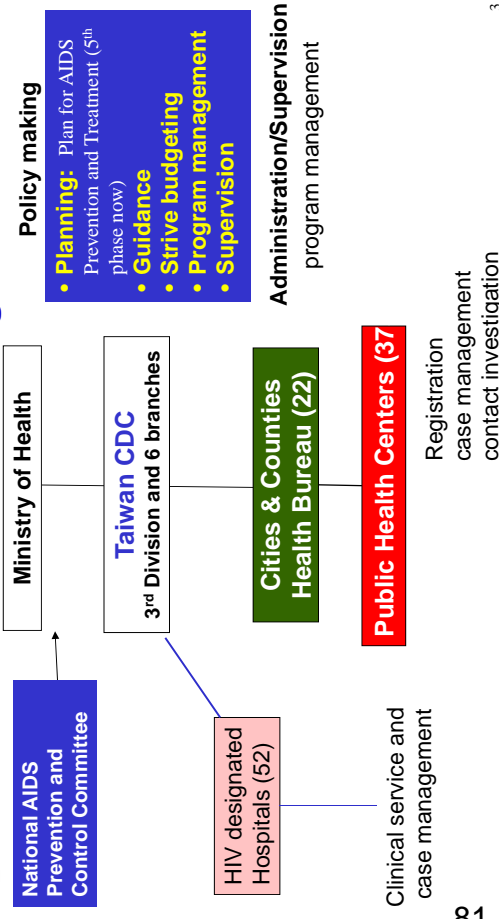 National AIDS
Prevention and
Control Committee
Ministry of Health
Policy making
• Planning: Plan for AIDS
Prevention and Treatment (5th
phase now)
• Guidance
• Strive budgeting
• Program management
• Supervision
Taiwan CDC
3rd Division and 6 branches
HIV designated
Hospitals (52)
Cities & Counties
Health Bureau (22)
Administration/Supervision
program management
Clinical service and
case management
Public Health Centers (37
Registration
case management
contact investigation
81
3